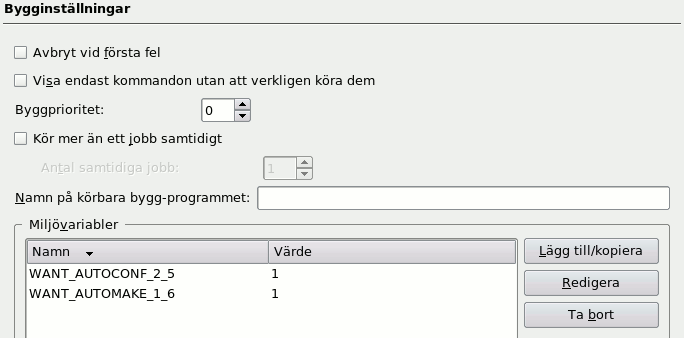 Bygginställningar
Avbryt vid första fel
Visa endast kommandon utan att verkligen köra dem
Byggprioritet: 0
Kör mer än ett jobb samtidigt
Antal samtidiga jobb: 1
Namn på körbara bygg-programmet:
Miljövariabler
Namn Värde Lägg till/kopiera
WANT_AUTOCONF_2_5 1 Redigera
WANT_AUTOMAKE_1_6 1
Ta bort